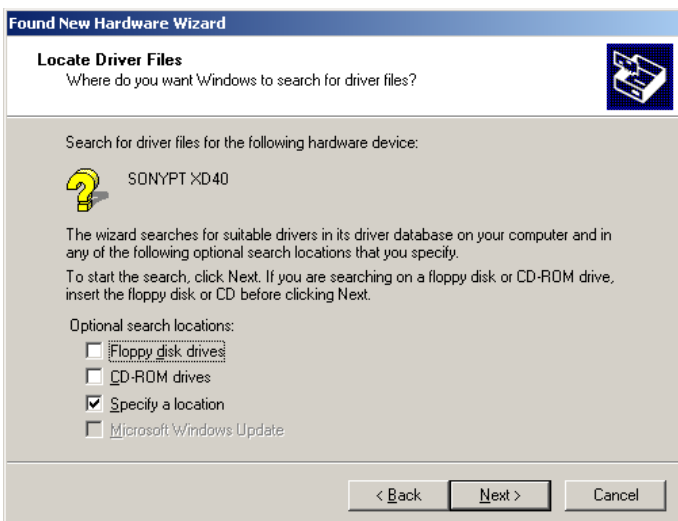 Found New Hardware Wizard
Locate Driver Files
Where do you want Windows to search for driver files?
Search for driver files for the following hardware device:
SONYPT XD40
The wizard searches for suitable drivers in its driver database on your computer and in
any of the following optional search locations that you specify.
To start the search, click Next. If you are searching on a floppy disk or CD-ROM drive,
insert the floppy disk or CD before clicking Next.
Optional search locations:
Floppy disk drives
CD-ROM drives
Specify a location
Microsoft Windows Update
< Back Next > Cancel